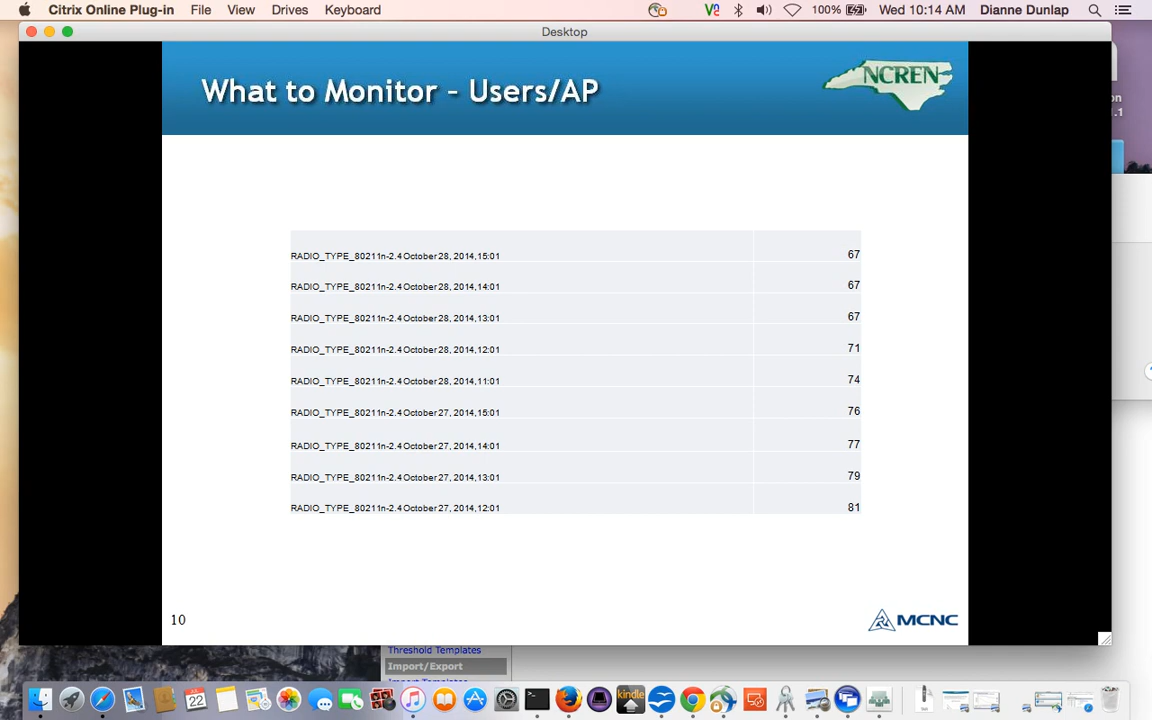 Citrix Online Plug-in File View Drives Keyboard 100% Wed 10:14 AM Dianne Dunlap
Desktop
What to Monitor – Users/AP
NCREN
RADIO_TYPE_80211n-2.4 October 28, 2014,15:01 67
RADIO_TYPE_80211n-2.4 October 28, 2014,14:01 67
RADIO_TYPE_80211n-2.4 October 28, 2014,13:01 67
RADIO_TYPE_80211n-2.4 October 28, 2014,12:01 71
RADIO_TYPE_80211n-2.4 October 28, 2014,11:01 74
RADIO_TYPE_80211n-2.4 October 27, 2014,15:01 76
RADIO_TYPE_80211n-2.4 October 27, 2014,14:01 77
RADIO_TYPE_80211n-2.4 October 27, 2014,13:01 79
RADIO_TYPE_80211n-2.4 October 27, 2014,12:01 81
10
MCNC
Threshold Templates
Import/Export
22
kindle